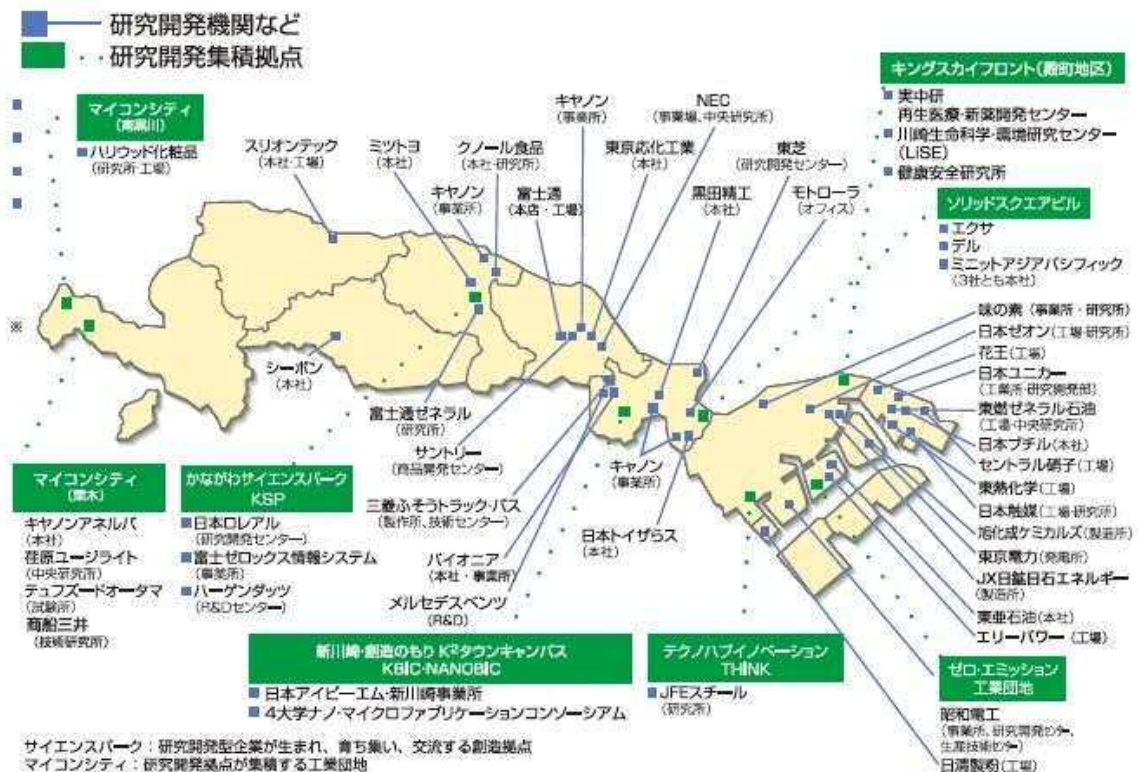 研究開発機関など
研究開発集積拠点
マイコンシティ
(南黒川)
ハリウッド化粧品
(研究所・工場)
スリオンテック
(本社・工場)
ミツトヨ
(本社)
クノール食品
(本社・研究所)
キヤノン
(事業所)
富士通
(本店・工場)
キヤノン
(事業所)
NEC
(事業場、中央研究所)
東京応化工業
(本社)
黒田精工
(本社)
東芝
(研究開発センター)
モトローラ
(オフィス)
キングスカイフロント(殿町地区)
実中研
再生医療・新薬開発センター
川崎生命科学・環境研究センター
(LiSE)
健康安全研究所
ソリッドスクエアビル
エクサ
デル
ミニットアジアパシフィック
(3社とも本社)
味の素 (事業所・研究所)
日本ゼオン(工場・研究所)
花王(工場)
日本ユニカー
(工業所・研究開発部)
東燃ゼネラル石油
(工場・中央研究所)
日本ブチル(本社)
セントラル硝子(工場)
東熱化学(工場)
日本触媒(工場・研究所)
旭化成ケミカルズ(製造所)
東京電力(発電所)
JX日鉱日石エネルギー
(製造所)
東亜石油(本社)
エリーパワー(工場)
ゼロ・エミッション
工業団地
昭和電工
(事業所、研究開発センター、
生産技術センター)
日清製粉(工場)
※
シーボン
(本社)
富士通ゼネラル
(研究所)
サントリー
(商品開発センター)
三菱ふそうトラック・バス
(製作所、技術センター)
パイオニア
(本社・事業所)
メルセデスベンツ
(R&D)
キヤノン
(事業所)
日本トイザらス
(本社)
マイコンシティ
(栗木)
キヤノンアネルバ
(本社)
荏原ユージライト
(中央研究所)
テュフズードオータマ
(試験所)
商船三井
(技術研究所)
かながわサイエンスパーク
KSP
日本ロレアル
(研究開発センター)
富士ゼロックス情報システム
(事業所)
ハーゲンダッツ
(R&Dセンター)
新川崎・創造のもり K²タウンキャンパス
KBIC・NANOBIC
日本アイビーエム・新川崎事業所
4大学ナノ・マイクロファブリケーションコンソーシアム
テクノハブイノベーション
THINK
JFEスチール
(研究所)
サイエンスパーク：研究開発型企業が生まれ、育ち集い、交流する創造拠点
マイコンシティ：研究開発拠点が集積する工業団地